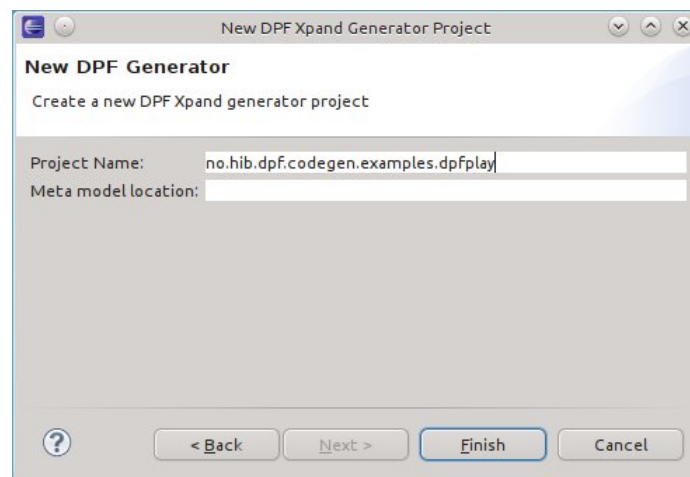 New DPF Xpand Generator Project
New DPF Generator
Create a new DPF Xpand generator project
Project Name: no.hib.dpf.codegen.examples.dpfplay
Meta model location:
? < Back Next > Finish Cancel